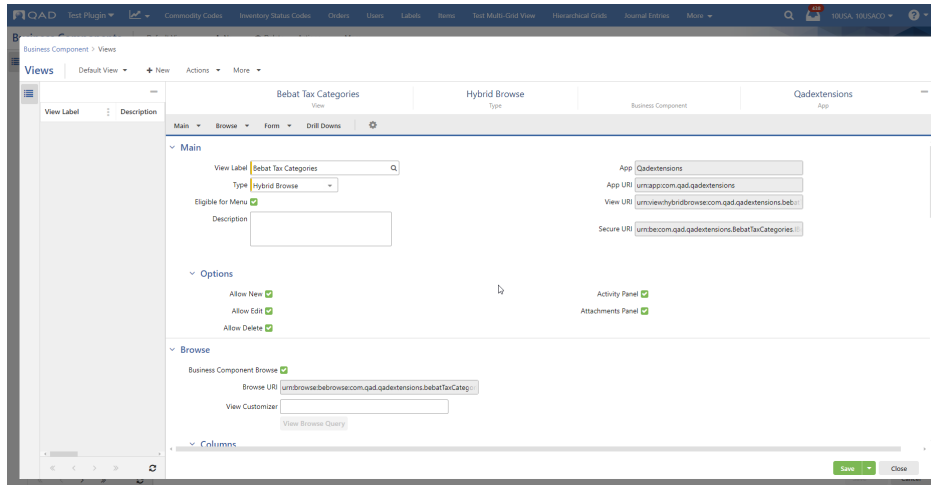 QAD Test Plugin Commodity Codes Inventory Status Codes Orders Users Labels Items Test Multi-Grid View Hierarchical Grids Journal Entries More 10USA, 10USACO
Business Component > Views
Views Default View + New Actions More
Bebat Tax Categories Hybrid Browse Qadextensions
View Type Business Component App
View Label Description
Main Browse Form Drill Downs
Main
View Label Bebat Tax Categories App Qadextensions
Type Hybrid Browse App URI urn:app:com.qad.qadextensions
Eligible for Menu View URI urn:view:hybridbrowse:com.qad.qadextensions.beba
Description Secure URI urn:be:com.qad.qadextensions.BebatTaxCategories.
Options
Allow New Activity Panel
Allow Edit Attachments Panel
Allow Delete
Browse
Business Component Browse
Browse URI urn:browse:bebrowse:com.qad.qadextensions.bebatTaxCatego
View Customizer
View Browse Query
Columns
Save Close
Cancel